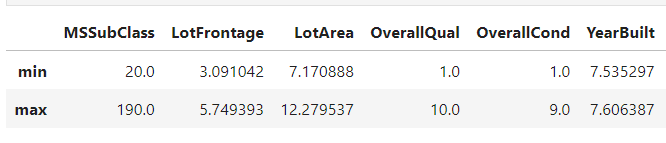 MSSubClass LotFrontage LotArea OverallQual OverallCond YearBuilt
min 20.0 3.091042 7.170888 1.0 1.0 7.535297
max 190.0 5.749393 12.279537 10.0 9.0 7.606387